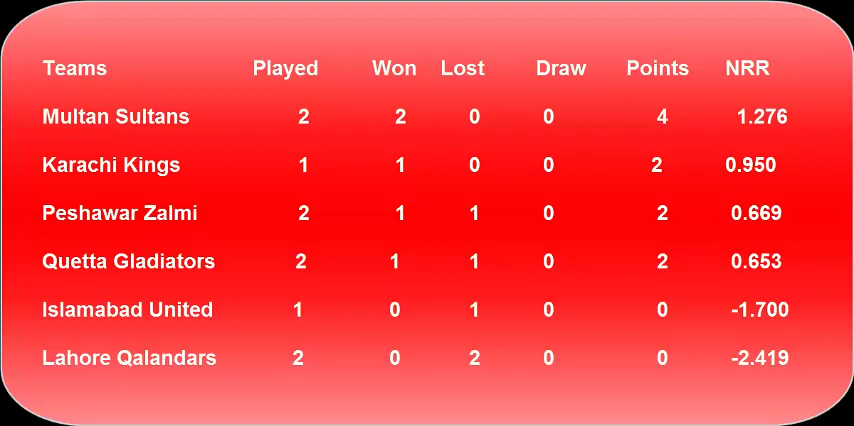 Teams Played Won Lost Draw Points NRR
Multan Sultans 2 2 0 0 4 1.276
Karachi Kings 1 1 0 0 2 0.950
Peshawar Zalmi 2 1 1 0 2 0.669
Quetta Gladiators 2 1 1 0 2 0.653
Islamabad United 1 0 1 0 0 -1.700
Lahore Qalandars 2 0 2 0 0 -2.419